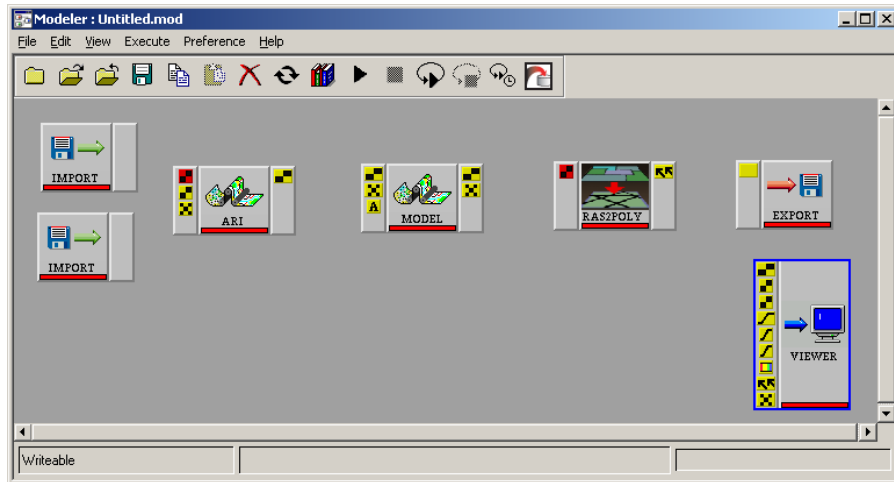 Modeler : Untitled.mod
File Edit View Execute Preference Help
IMPORT
ARI
A
MODEL
RAS2POLY
EXPORT
IMPORT
VIEWER
Writeable